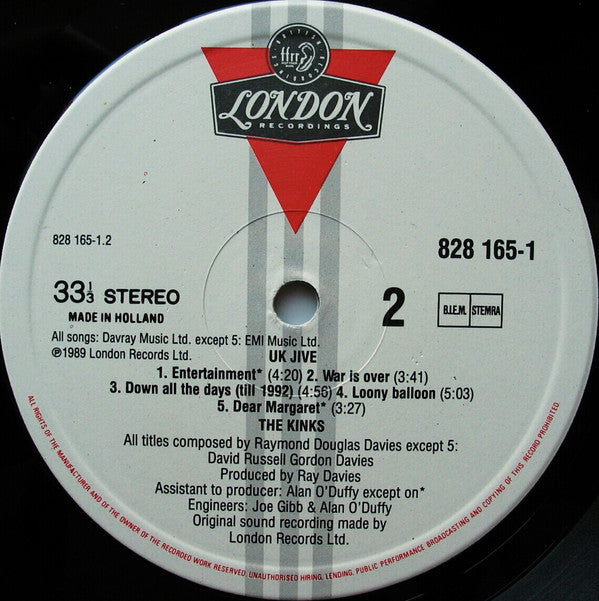 BRITISH RECORDINGS
ffrr
LONDON
RECORDINGS
828 165-1.2
828 165-1
33 1/3 STEREO
2
B.I.E.M. STEMRA
MADE IN HOLLAND
All songs: Davray Music Ltd. except 5: EMI Music Ltd.
℗1989 London Records Ltd. UK JIVE
1. Entertainment* (4:20) 2. War is over (3:41)
3. Down all the days (till 1992) (4:56) 4. Loony balloon (5:03)
5. Dear Margaret* (3:27)
THE KINKS
All titles composed by Raymond Douglas Davies except 5:
David Russell Gordon Davies
Produced by Ray Davies
Assistant to producer: Alan O'Duffy except on*
Engineers: Joe Gibb & Alan O'Duffy
Original sound recording made by
London Records Ltd.
ALL RIGHTS OF THE MANUFACTURER AND OF THE OWNER OF THE RECORDED WORK RESERVED. UNAUTHORISED HIRING, LENDING, PUBLIC PERFORMANCE BROADCASTING AND COPYING OF THIS RECORD PROHIBITED.